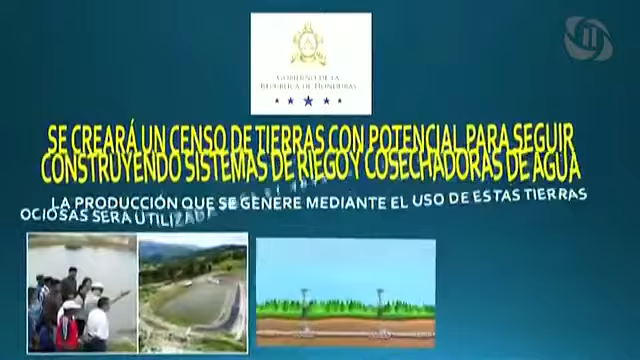 GOBIERNO DE LA
REPÚBLICA DE HONDURAS
SE CREARÁ UN CENSO DE TIERRAS CON POTENCIAL PARA SEGUIR
CONSTRUYENDO SISTEMAS DE RIEGO Y COSECHADORAS DE AGUA
LA PRODUCCIÓN QUE SE GENERE MEDIANTE EL USO DE ESTAS TIERRAS
OCIOSAS SERÁ UTILIZADA